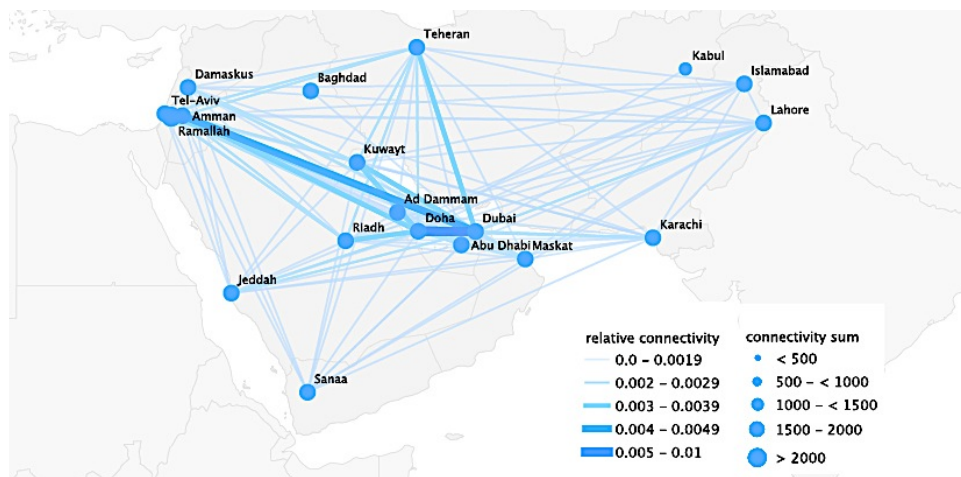 Teheran
Kabul
Damaskus
Baghdad
Islamabad
Tel-Aviv
Amman
Ramallah
Lahore
Kuwayt
Ad Dammam
Doha
Dubai
Riadh
Abu Dhabi
Maskat
Karachi
Jeddah
Sanaa
relative connectivity
0.0 – 0.0019
0.002 – 0.0029
0.003 – 0.0039
0.004 – 0.0049
0.005 – 0.01
connectivity sum
< 500
500 – < 1000
1000 – < 1500
1500 – 2000
> 2000